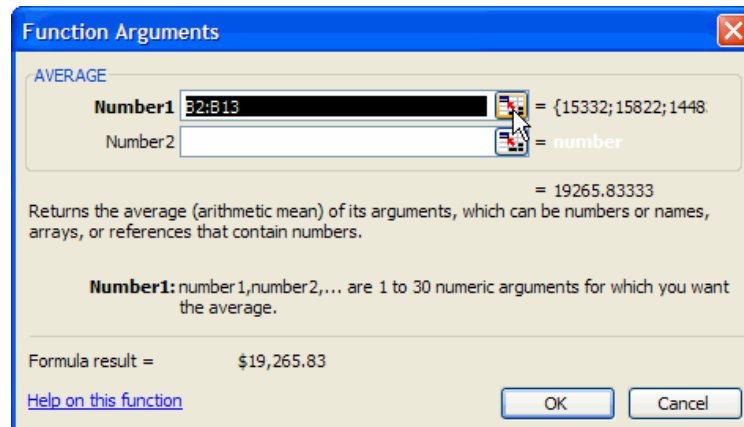 Function Arguments
AVERAGE
Number1 B2:B13 = {15332;15822;1448
Number2 = number
= 19265.83333
Returns the average (arithmetic mean) of its arguments, which can be numbers or names,
arrays, or references that contain numbers.
Number1: number1,number2,... are 1 to 30 numeric arguments for which you want
the average.
Formula result = $19,265.83
Help on this function OK Cancel